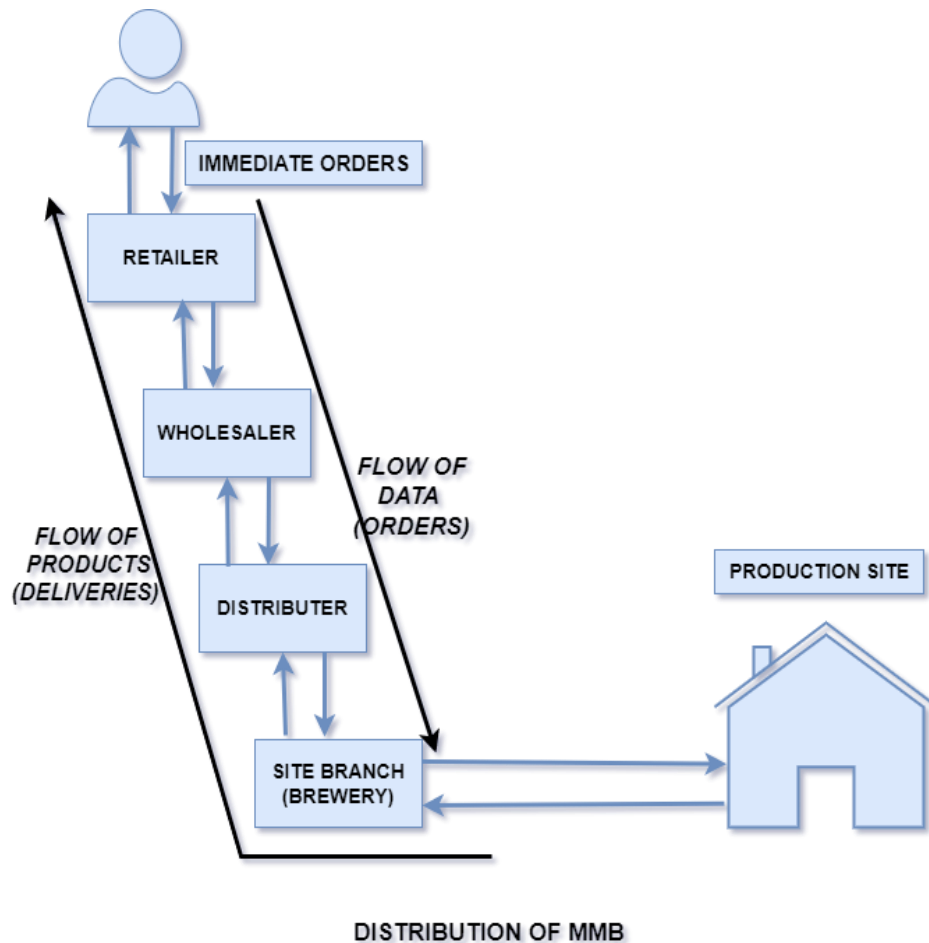 IMMEDIATE ORDERS
RETAILER
WHOLESALER
FLOW OF
DATA
(ORDERS)
FLOW OF
PRODUCTS
(DELIVERIES)
DISTRIBUTER
PRODUCTION SITE
SITE BRANCH
(BREWERY)
DISTRIBUTION OF MMB